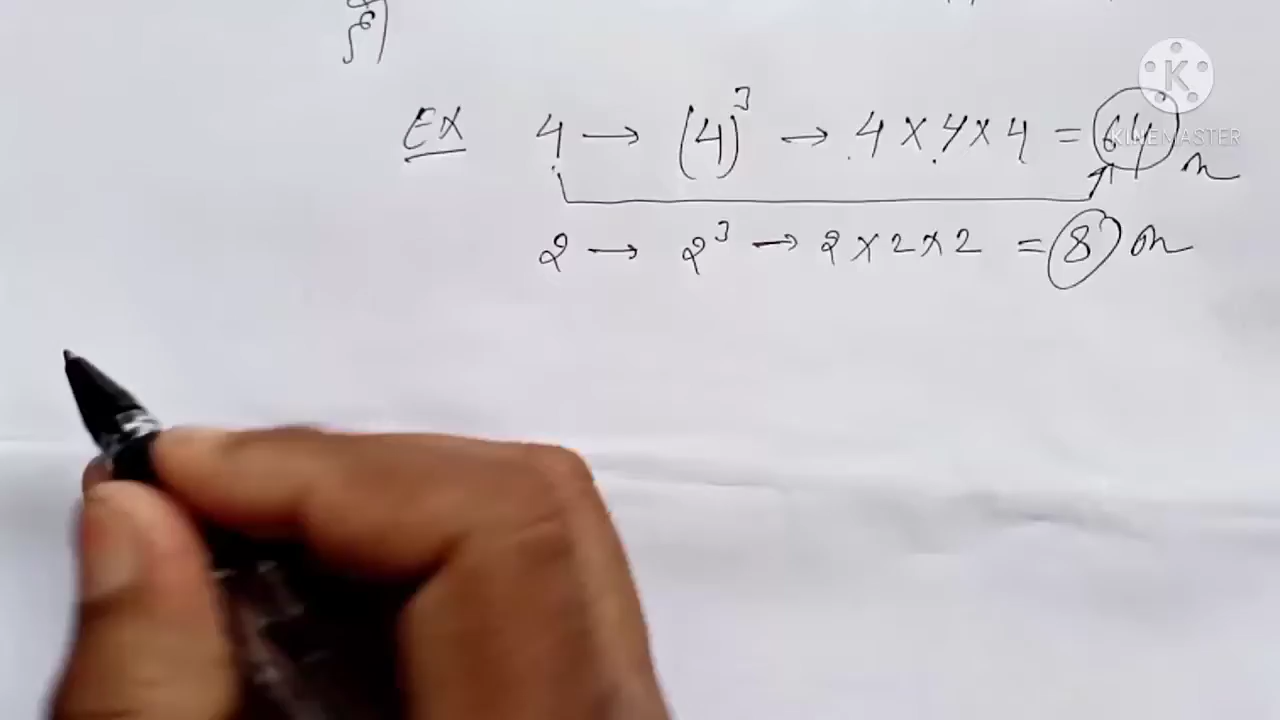 EX 4 → (4)³ → 4 × 4 × 4 = 64
2 → 2³ → 2 × 2 × 2 = 8
K
KINEMASTER